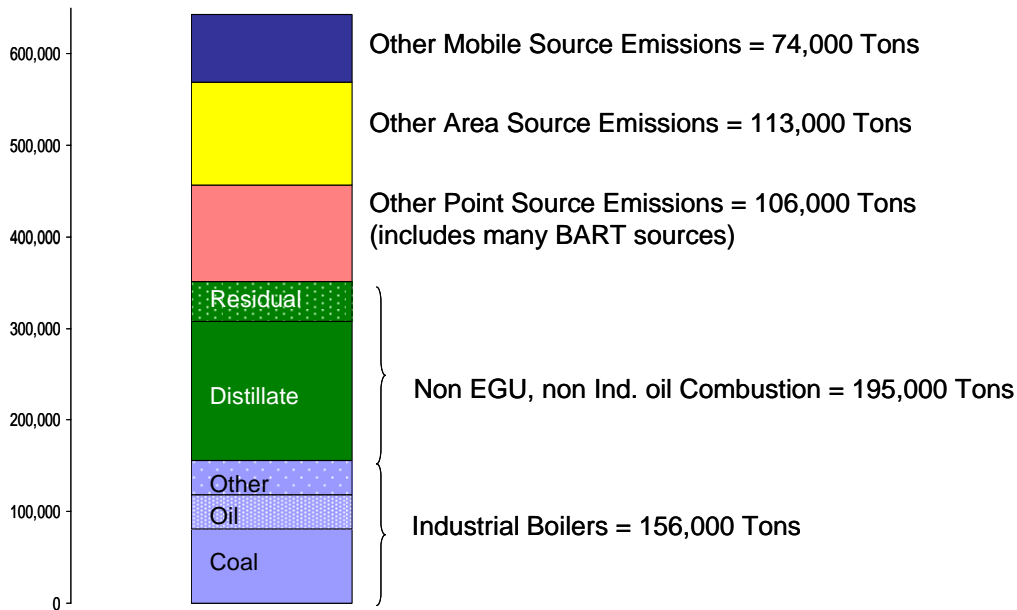 600,000
500,000
400,000
300,000
200,000
100,000
0
Other Mobile Source Emissions = 74,000 Tons
Other Area Source Emissions = 113,000 Tons
Other Point Source Emissions = 106,000 Tons
(includes many BART sources)
Residual
Distillate
Non EGU, non Ind. oil Combustion = 195,000 Tons
Other
Oil
Coal
Industrial Boilers = 156,000 Tons